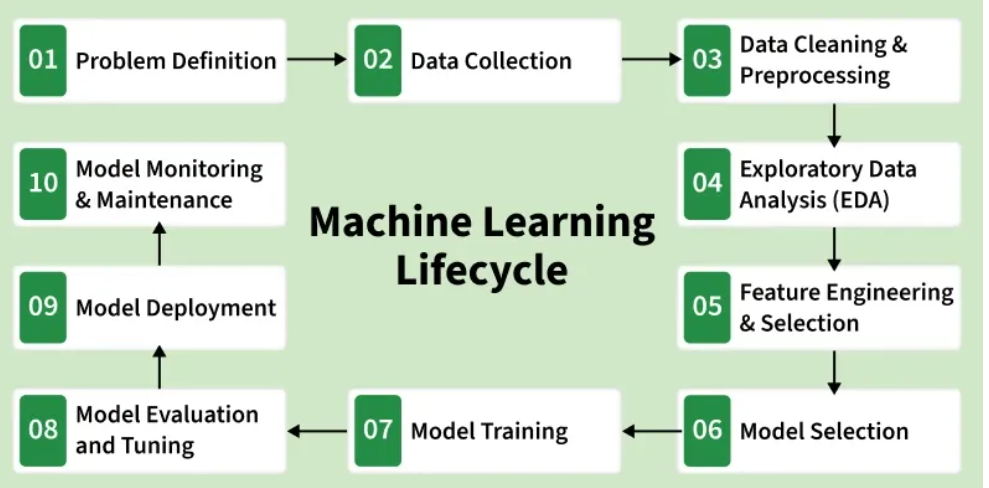 01 Problem Definition
02 Data Collection
03 Data Cleaning &
Preprocessing
04 Exploratory Data
Analysis (EDA)
05 Feature Engineering
& Selection
06 Model Selection
07 Model Training
08 Model Evaluation
and Tuning
09 Model Deployment
10 Model Monitoring
& Maintenance
Machine Learning
Lifecycle